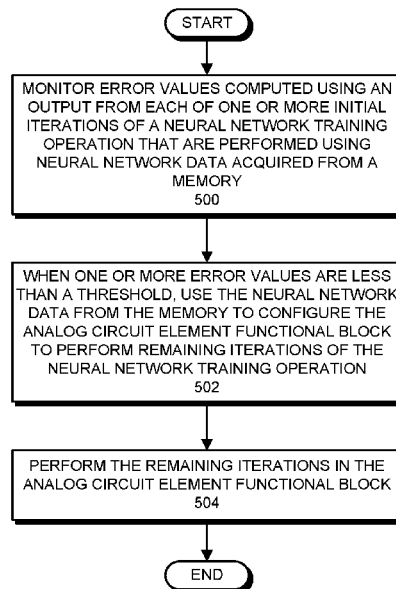 START
MONITOR ERROR VALUES COMPUTED USING AN
OUTPUT FROM EACH OF ONE OR MORE INITIAL
ITERATIONS OF A NEURAL NETWORK TRAINING
OPERATION THAT ARE PERFORMED USING
NEURAL NETWORK DATA ACQUIRED FROM A
MEMORY
500
WHEN ONE OR MORE ERROR VALUES ARE LESS
THAN A THRESHOLD, USE THE NEURAL NETWORK
DATA FROM THE MEMORY TO CONFIGURE THE
ANALOG CIRCUIT ELEMENT FUNCTIONAL BLOCK
TO PERFORM REMAINING ITERATIONS OF THE
NEURAL NETWORK TRAINING OPERATION
502
PERFORM THE REMAINING ITERATIONS IN THE
ANALOG CIRCUIT ELEMENT FUNCTIONAL BLOCK
504
END